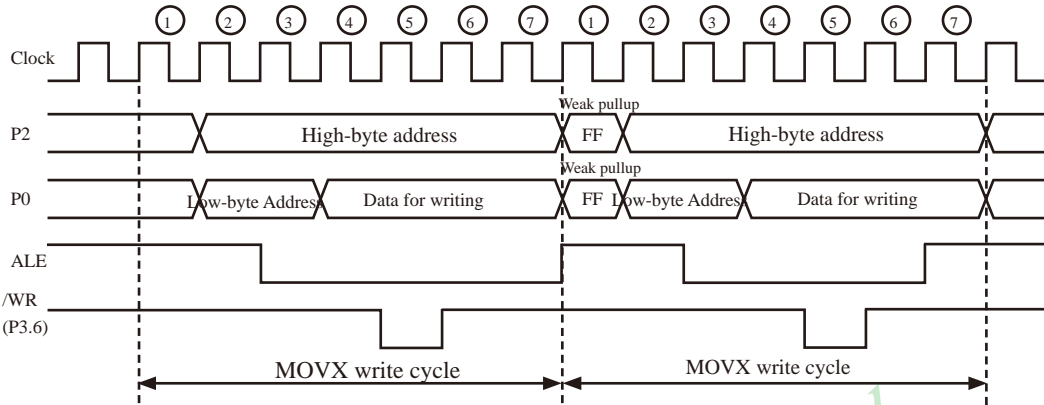 1 2 3 4 5 6 7 1 2 3 4 5 6 7
Clock
Weak pullup
P2 High-byte address FF High-byte address
Weak pullup
P0 Low-byte Address Data for writing FF Low-byte Address Data for writing
ALE
/WR
(P3.6)
MOVX write cycle MOVX write cycle